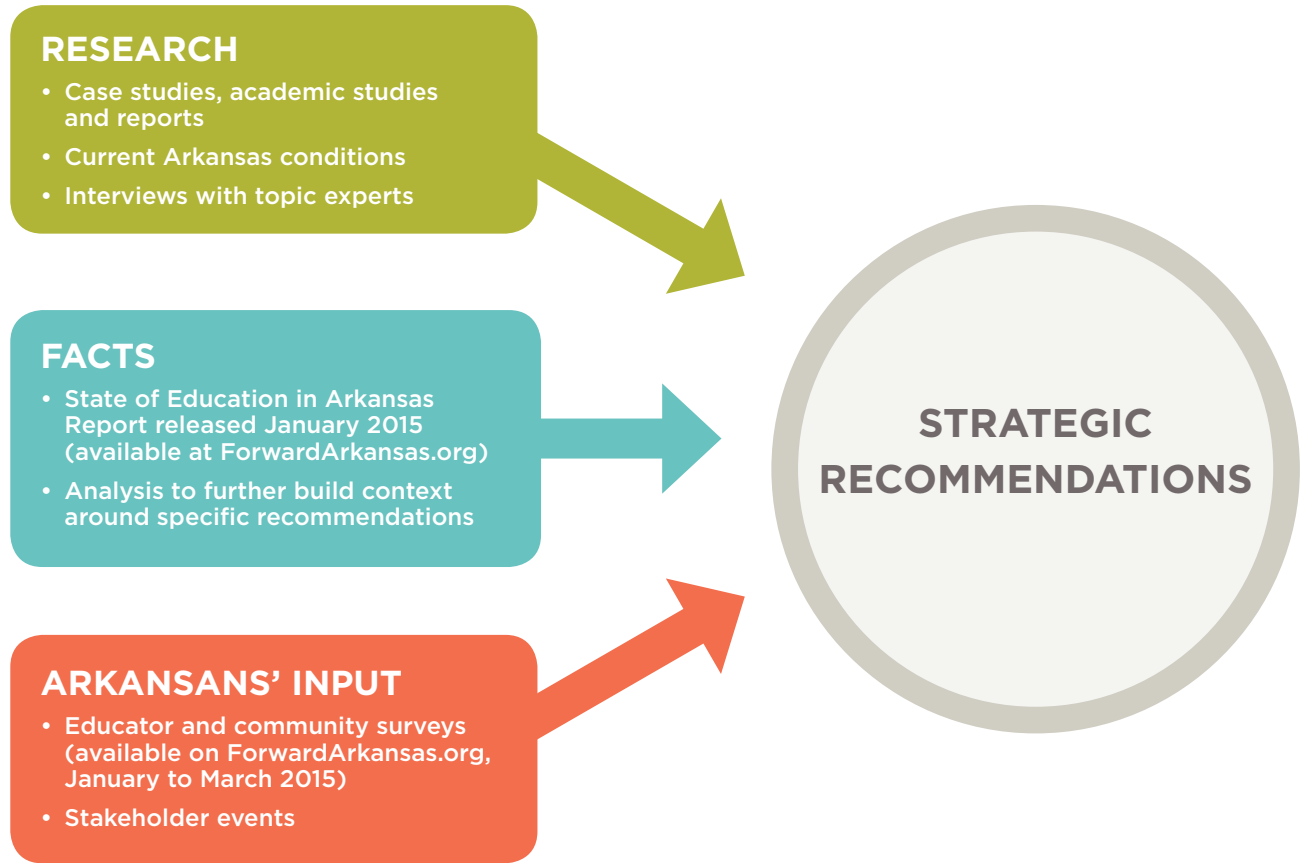 RESEARCH
• Case studies, academic studies
and reports
• Current Arkansas conditions
• Interviews with topic experts
FACTS
• State of Education in Arkansas
Report released January 2015
(available at ForwardArkansas.org)
• Analysis to further build context
around specific recommendations
ARKANSANS’ INPUT
• Educator and community surveys
(available on ForwardArkansas.org,
January to March 2015)
• Stakeholder events
STRATEGIC
RECOMMENDATIONS